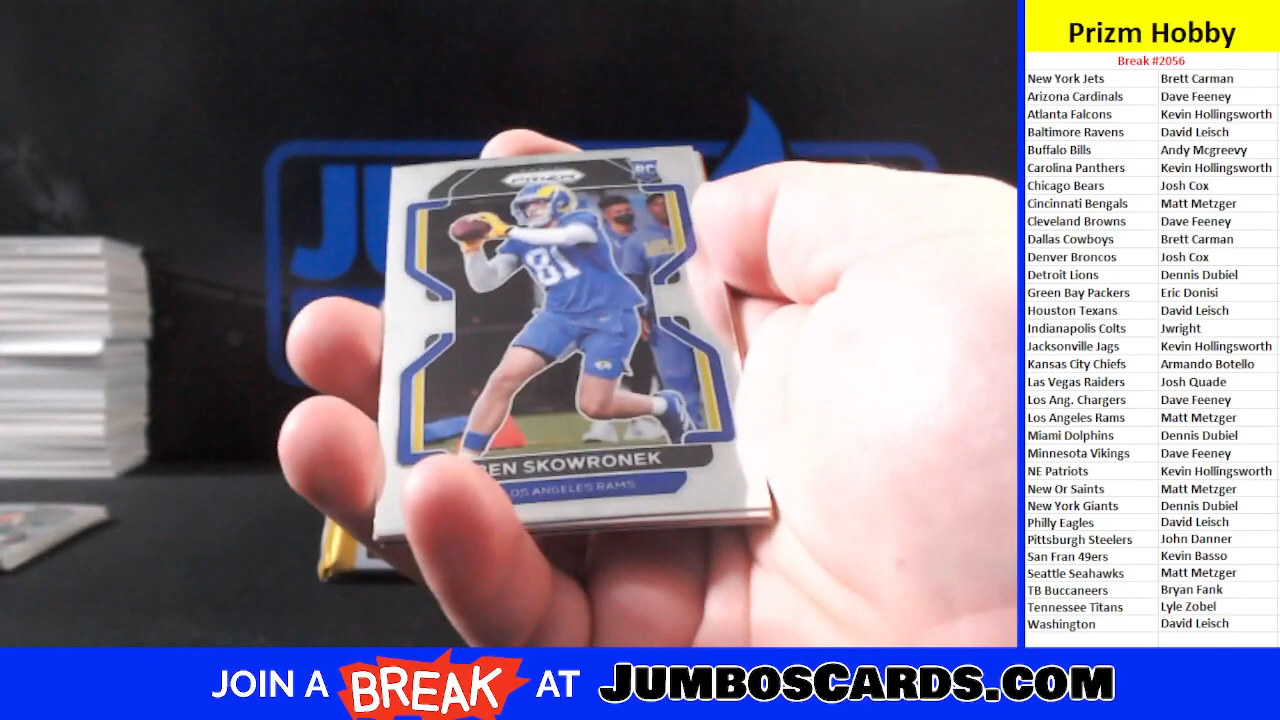 JU
PRIZM
RC
81
BEN SKOWRONEK
LOS ANGELES RAMS
Prizm Hobby
Break #2056
New York Jets Brett Carman
Arizona Cardinals Dave Feeney
Atlanta Falcons Kevin Hollingsworth
Baltimore Ravens David Leisch
Buffalo Bills Andy Mcgreevy
Carolina Panthers Kevin Hollingsworth
Chicago Bears Josh Cox
Cincinnati Bengals Matt Metzger
Cleveland Browns Dave Feeney
Dallas Cowboys Brett Carman
Denver Broncos Josh Cox
Detroit Lions Dennis Dubiel
Green Bay Packers Eric Donisi
Houston Texans David Leisch
Indianapolis Colts Jwright
Jacksonville Jags Kevin Hollingsworth
Kansas City Chiefs Armando Botello
Las Vegas Raiders Josh Quade
Los Ang. Chargers Dave Feeney
Los Angeles Rams Matt Metzger
Miami Dolphins Dennis Dubiel
Minnesota Vikings Dave Feeney
NE Patriots Kevin Hollingsworth
New Or Saints Matt Metzger
New York Giants Dennis Dubiel
Philly Eagles David Leisch
Pittsburgh Steelers John Danner
San Fran 49ers Kevin Basso
Seattle Seahawks Matt Metzger
TB Buccaneers Bryan Fank
Tennessee Titans Lyle Zobel
Washington David Leisch
JOIN A BREAK AT JUMBOSCARDS.COM